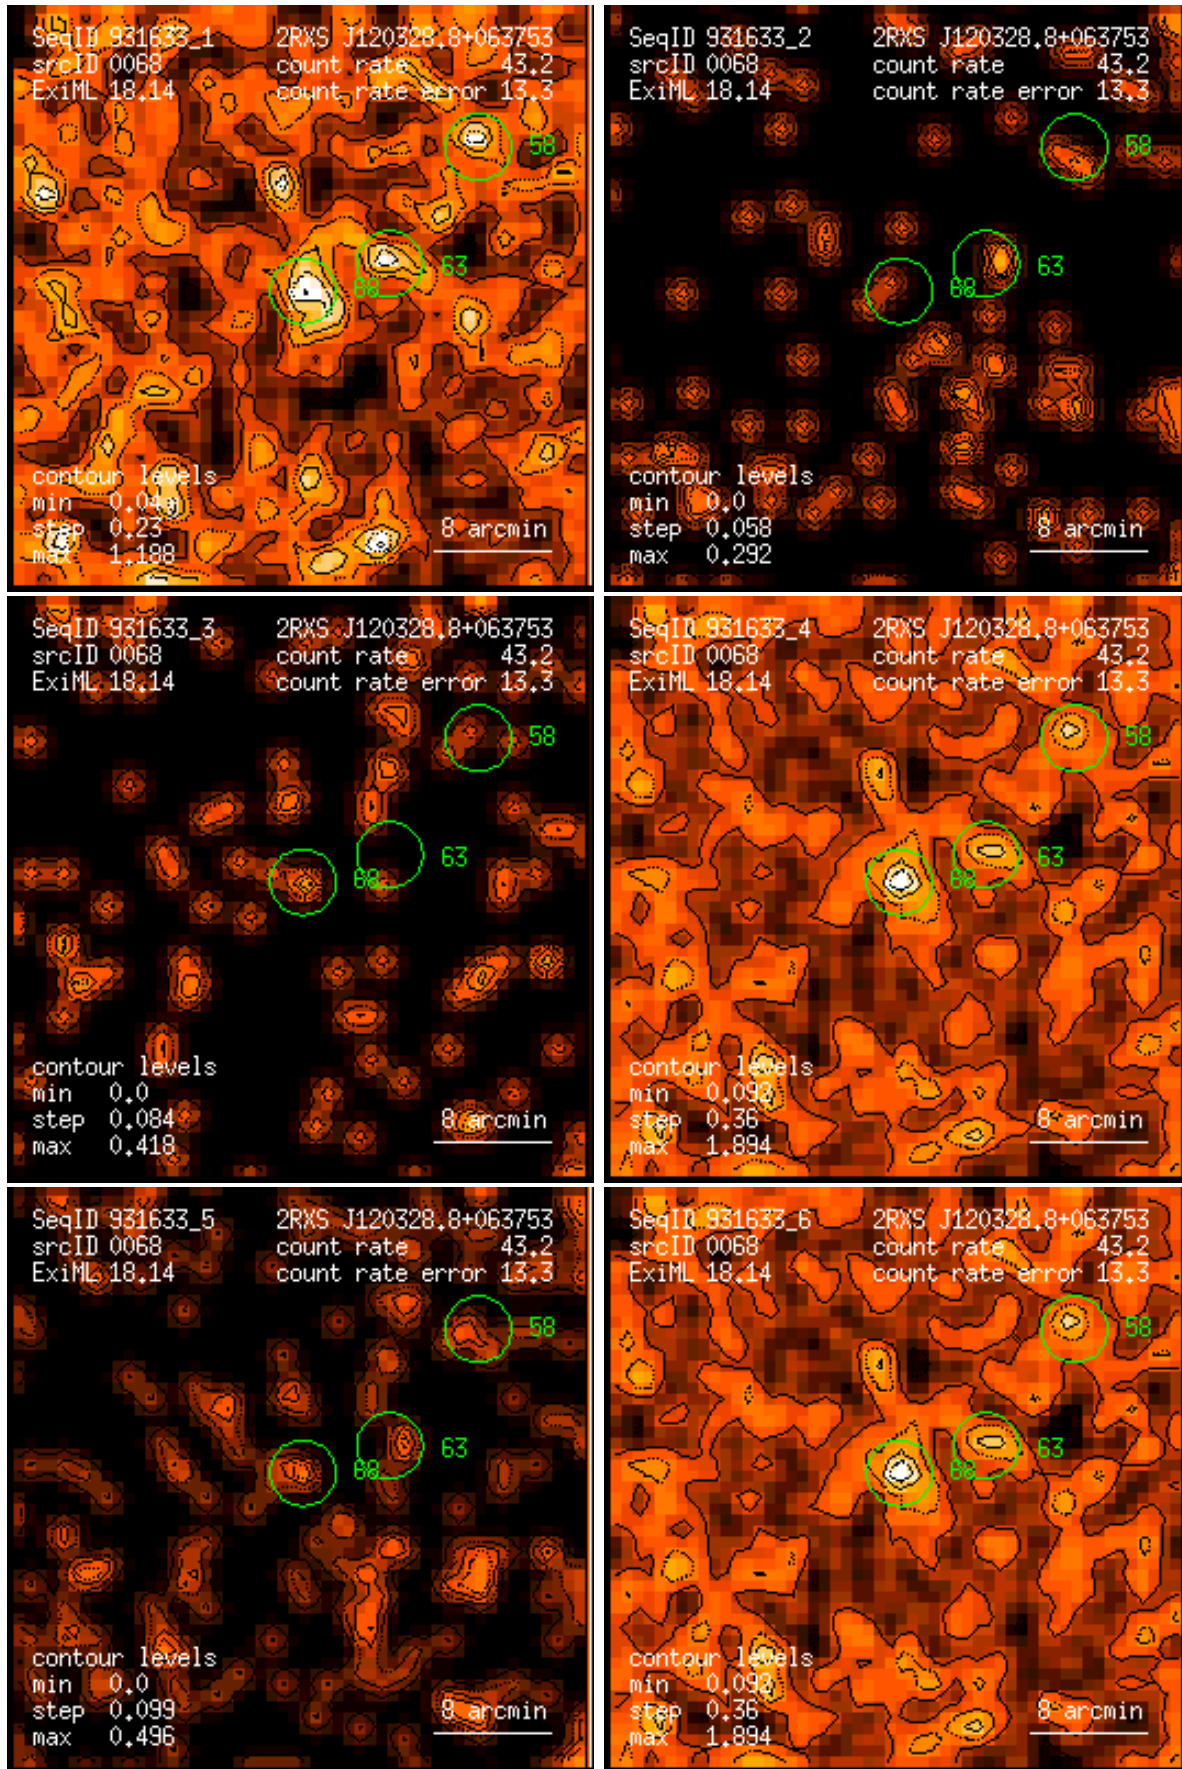 SeqID 931633_1 2RXS J120328.8+063753
srcID 0068 count rate 43.2
ExiML 18.14 count rate error 13.3
58
63
68
contour levels
min 0.04
step 0.23 8 arcmin
max 1.188
SeqID 931633_2 2RXS J120328.8+063753
srcID 0068 count rate 43.2
ExiML 18.14 count rate error 13.3
58
63
68
contour levels
min 0.0
step 0.058 8 arcmin
max 0.292
SeqID 931633_3 2RXS J120328.8+063753
srcID 0068 count rate 43.2
ExiML 18.14 count rate error 13.3
58
63
68
contour levels
min 0.0
step 0.084 8 arcmin
max 0.418
SeqID 931633_4 2RXS J120328.8+063753
srcID 0068 count rate 43.2
ExiML 18.14 count rate error 13.3
58
63
68
contour levels
min 0.092
step 0.36 8 arcmin
max 1.894
SeqID 931633_5 2RXS J120328.8+063753
srcID 0068 count rate 43.2
ExiML 18.14 count rate error 13.3
58
63
68
contour levels
min 0.0
step 0.099 8 arcmin
max 0.496
SeqID 931633_6 2RXS J120328.8+063753
srcID 0068 count rate 43.2
ExiML 18.14 count rate error 13.3
58
63
68
contour levels
min 0.092
step 0.36 8 arcmin
max 1.894